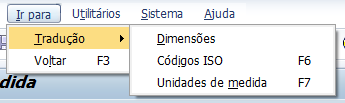 Ir para Utilitários Sistema Ajuda
Tradução Dimensões
Voltar F3 Códigos ISO F6
Unidades de medida F7
dida